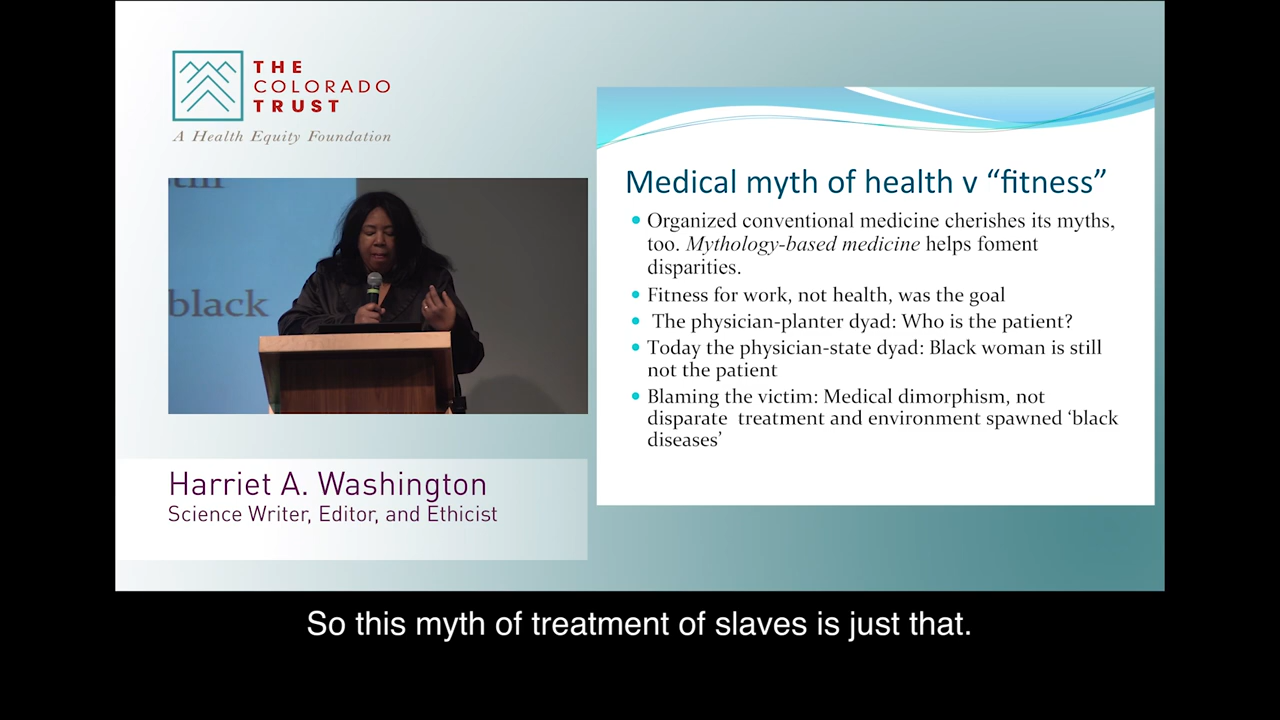 THE
COLORADO
TRUST
A Health Equity Foundation
black
Harriet A. Washington
Science Writer, Editor, and Ethicist
Medical myth of health v “fitness”
Organized conventional medicine cherishes its myths,
too. Mythology-based medicine helps foment
disparities.
Fitness for work, not health, was the goal
The physician-planter dyad: Who is the patient?
Today the physician-state dyad: Black woman is still
not the patient
Blaming the victim: Medical dimorphism, not
disparate treatment and environment spawned ‘black
diseases’
So this myth of treatment of slaves is just that.